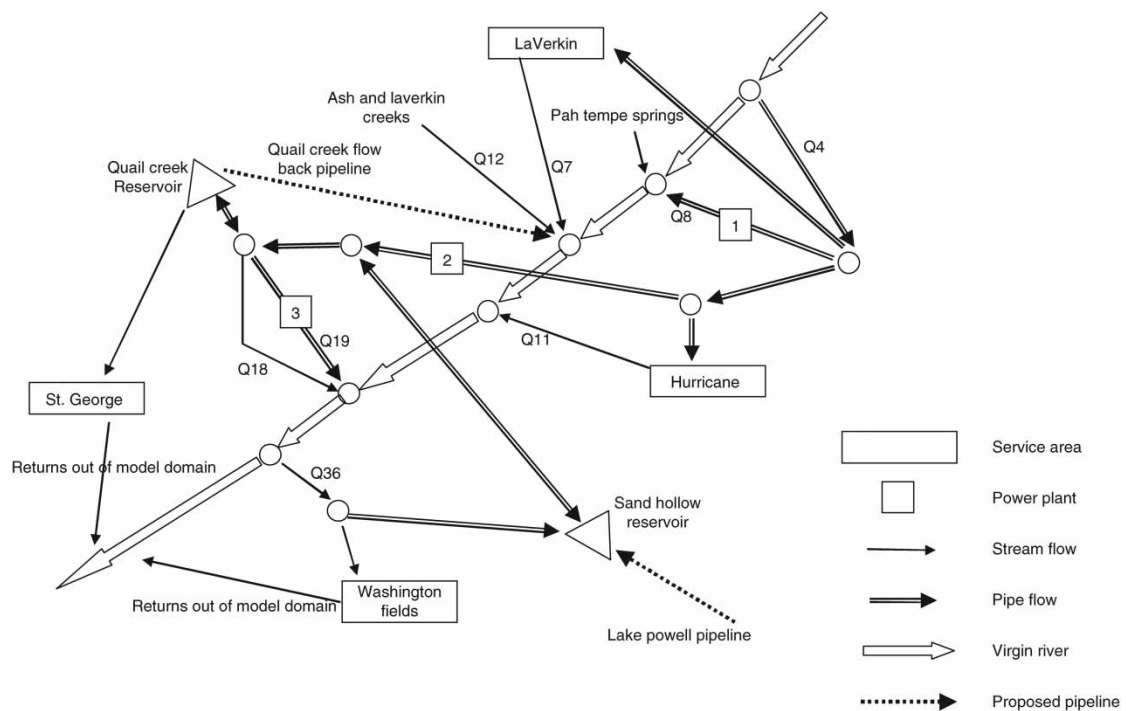 LaVerkin
Ash and laverkin
creeks
Pah tempe springs
Q4
Quail creek flow
back pipeline
Quail creek
Reservoir
Q12
Q7
Q8
1
2
3
Q19
Q11
Q18
Hurricane
St. George
Returns out of model domain
Q36
Sand hollow
reservoir
Washington
fields
Returns out of model domain
Lake powell pipeline
Service area
Power plant
Stream flow
Pipe flow
Virgin river
Proposed pipeline